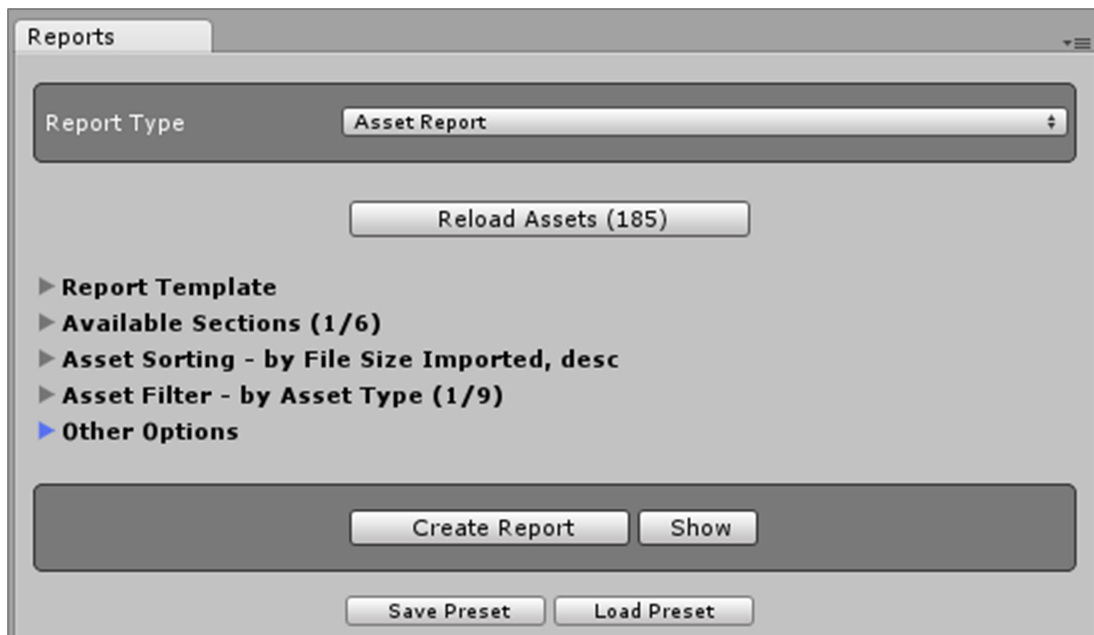 Reports
Report Type Asset Report
Reload Assets (185)
Report Template
Available Sections (1/6)
Asset Sorting - by File Size Imported, desc
Asset Filter - by Asset Type (1/9)
Other Options
Create Report Show
Save Preset Load Preset